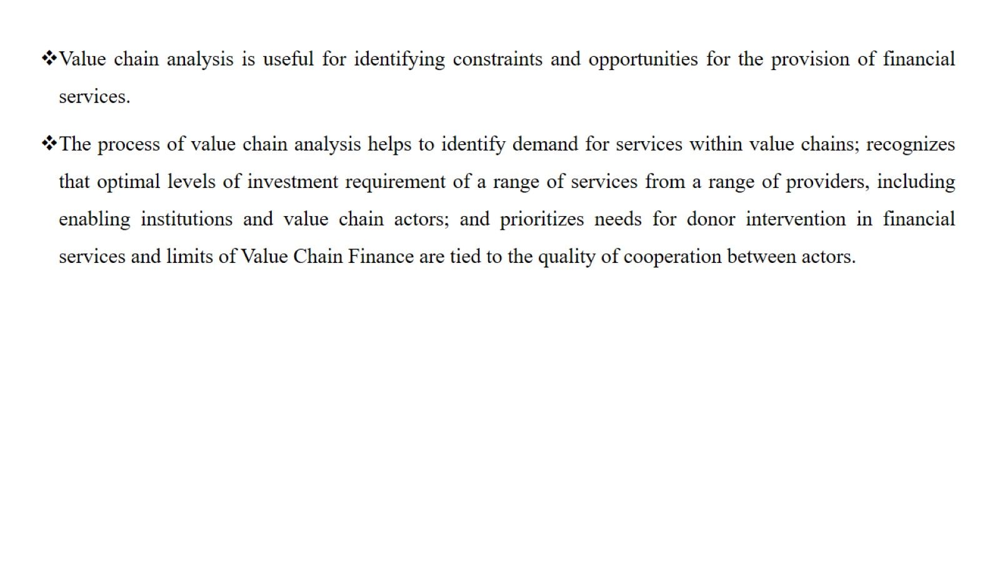 ❖Value chain analysis is useful for identifying constraints and opportunities for the provision of financial
services.
❖The process of value chain analysis helps to identify demand for services within value chains; recognizes
that optimal levels of investment requirement of a range of services from a range of providers, including
enabling institutions and value chain actors; and prioritizes needs for donor intervention in financial
services and limits of Value Chain Finance are tied to the quality of cooperation between actors.